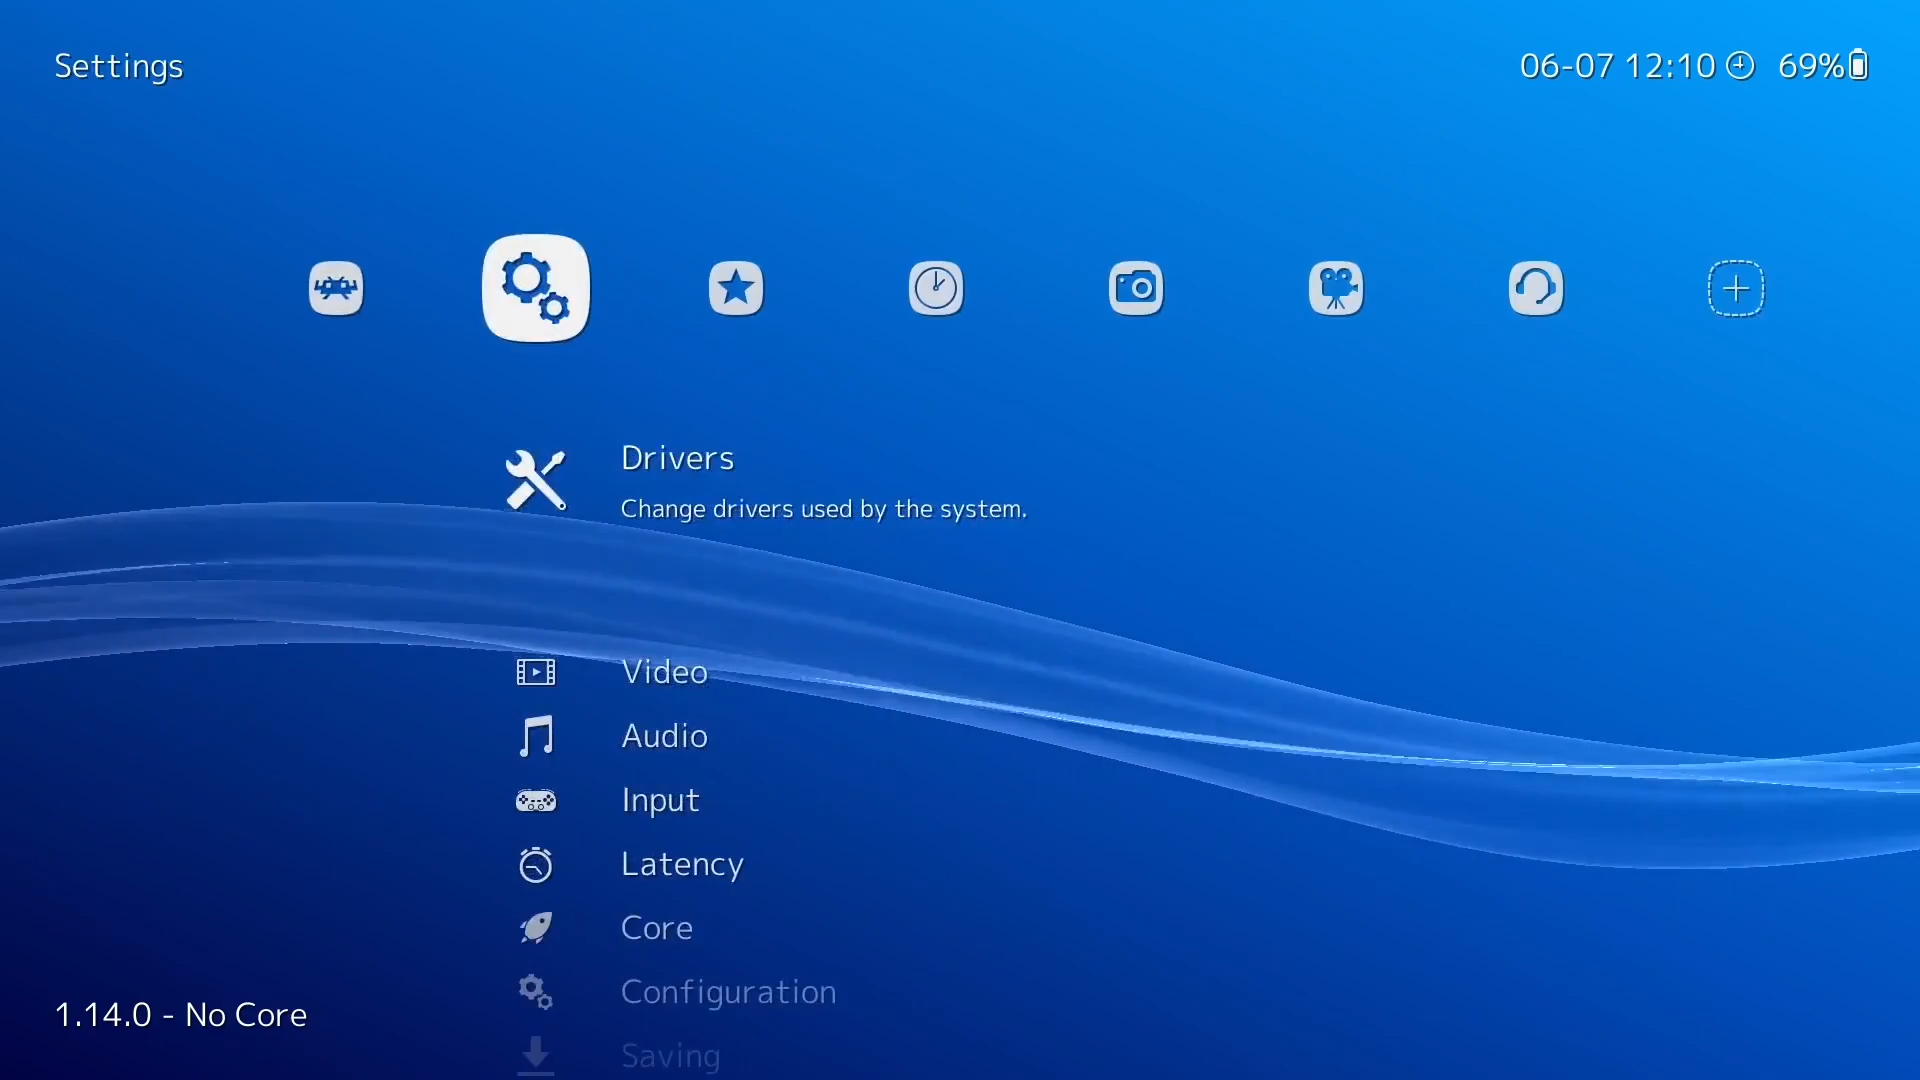 Settings
06-07 12:10 69%
Drivers
Change drivers used by the system.
Video
Audio
Input
Latency
Core
Configuration
Saving
1.14.0 - No Core